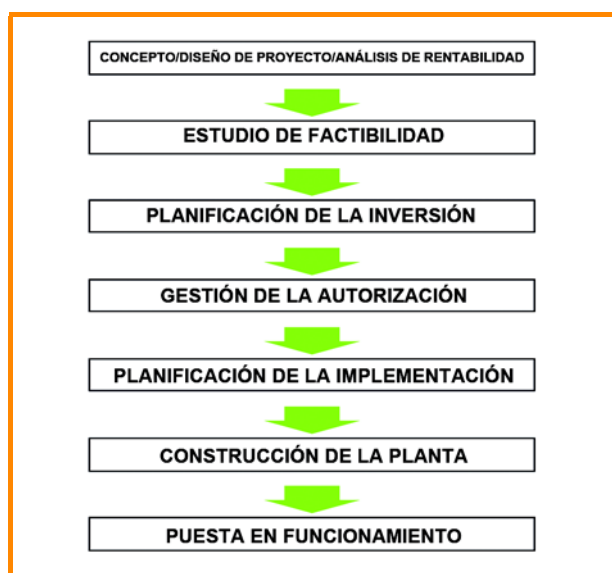 CONCEPTO/DISEÑO DE PROYECTO/ANÁLISIS DE RENTABILIDAD
ESTUDIO DE FACTIBILIDAD
PLANIFICACIÓN DE LA INVERSIÓN
GESTIÓN DE LA AUTORIZACIÓN
PLANIFICACIÓN DE LA IMPLEMENTACIÓN
CONSTRUCCIÓN DE LA PLANTA
PUESTA EN FUNCIONAMIENTO